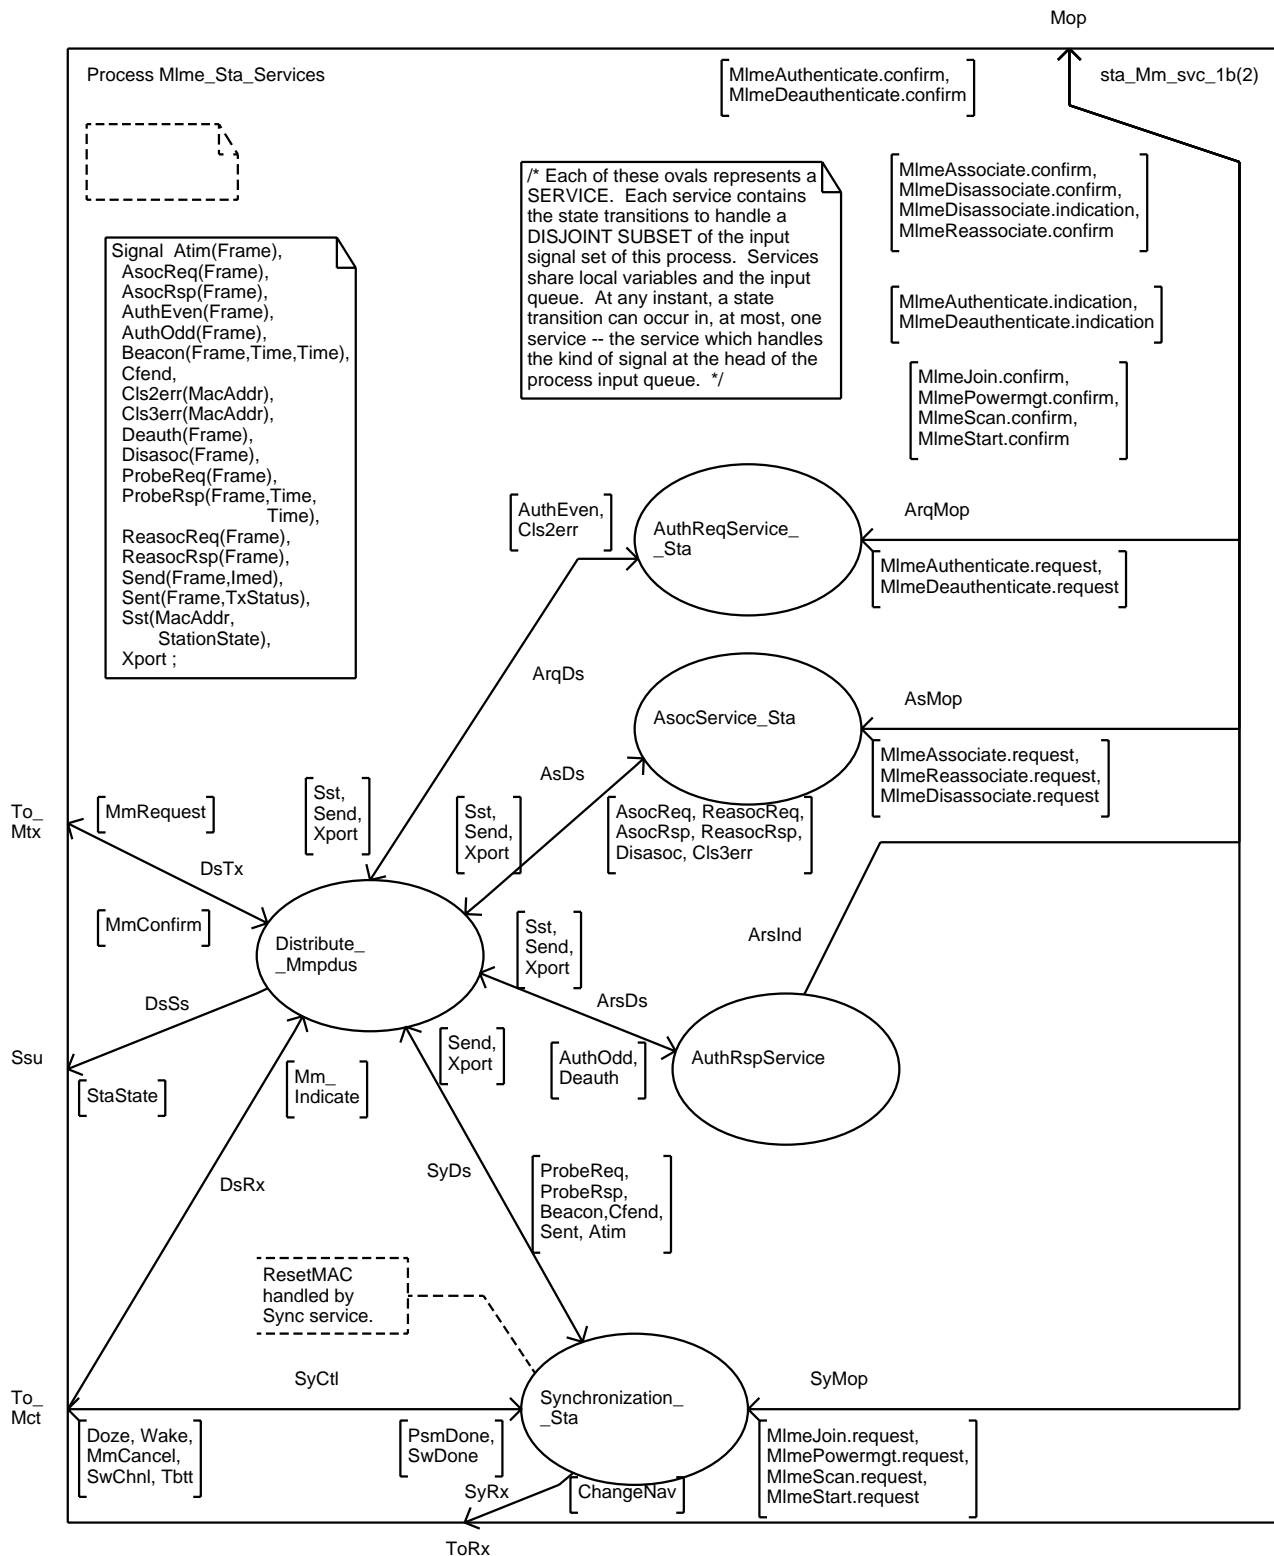 Mop
Process Mlme_Sta_Services
sta_Mm_svc_1b(2)
MlmeAuthenticate.confirm,
MlmeDeauthenticate.confirm
/* Each of these ovals represents a
SERVICE.  Each service contains
the state transitions to handle a
DISJOINT SUBSET of the input
signal set of this process.  Services
share local variables and the input
queue.  At any instant, a state
transition can occur in, at most, one
service -- the service which handles
the kind of signal at the head of the
process input queue.  */
MlmeAssociate.confirm,
MlmeDisassociate.confirm,
MlmeDisassociate.indication,
MlmeReassociate.confirm
Signal  Atim(Frame),
AsocReq(Frame),
AsocRsp(Frame),
AuthEven(Frame),
AuthOdd(Frame),
Beacon(Frame,Time,Time),
Cfend,
Cls2err(MacAddr),
Cls3err(MacAddr),
Deauth(Frame),
Disasoc(Frame),
ProbeReq(Frame),
ProbeRsp(Frame,Time,
Time),
ReasocReq(Frame),
ReasocRsp(Frame),
Send(Frame,Imed),
Sent(Frame,TxStatus),
Sst(MacAddr,
StationState),
Xport ;
MlmeAuthenticate.indication,
MlmeDeauthenticate.indication
MlmeJoin.confirm,
MlmePowermgt.confirm,
MlmeScan.confirm,
MlmeStart.confirm
AuthEven,
Cls2err
AuthReqService_
_Sta
ArqMop
MlmeAuthenticate.request,
MlmeDeauthenticate.request
ArqDs
AsocService_Sta
AsMop
MlmeAssociate.request,
MlmeReassociate.request,
MlmeDisassociate.request
AsDs
Sst,
Send,
Xport
Sst,
Send,
Xport
AsocReq, ReasocReq,
AsocRsp, ReasocRsp,
Disasoc, Cls3err
To_
Mtx
MmRequest
DsTx
MmConfirm
Distribute_
_Mmpdus
Sst,
Send,
Xport
ArsInd
DsSs
ArsDs
Ssu
StaState
Mm_
Indicate
Send,
Xport
AuthOdd,
Deauth
AuthRspService
DsRx
SyDs
ProbeReq,
ProbeRsp,
Beacon,Cfend,
Sent, Atim
ResetMAC
handled by
Sync service.
SyCtl
SyMop
To_
Mct
Synchronization_
_Sta
Doze, Wake,
MmCancel,
SwChnl, Tbtt
PsmDone,
SwDone
MlmeJoin.request,
MlmePowermgt.request,
MlmeScan.request,
MlmeStart.request
SyRx
ChangeNav
ToRx